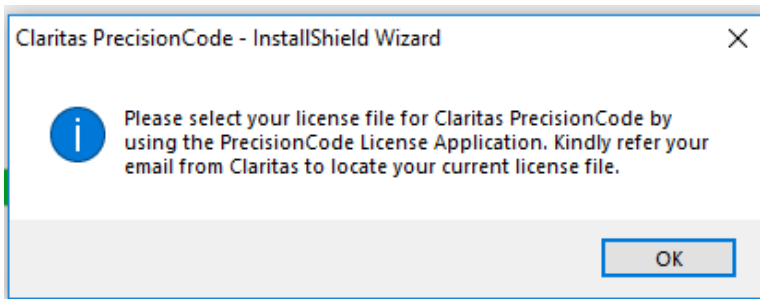 Claritas PrecisionCode - InstallShield Wizard
Please select your license file for Claritas PrecisionCode by
using the PrecisionCode License Application. Kindly refer your
email from Claritas to locate your current license file.
OK